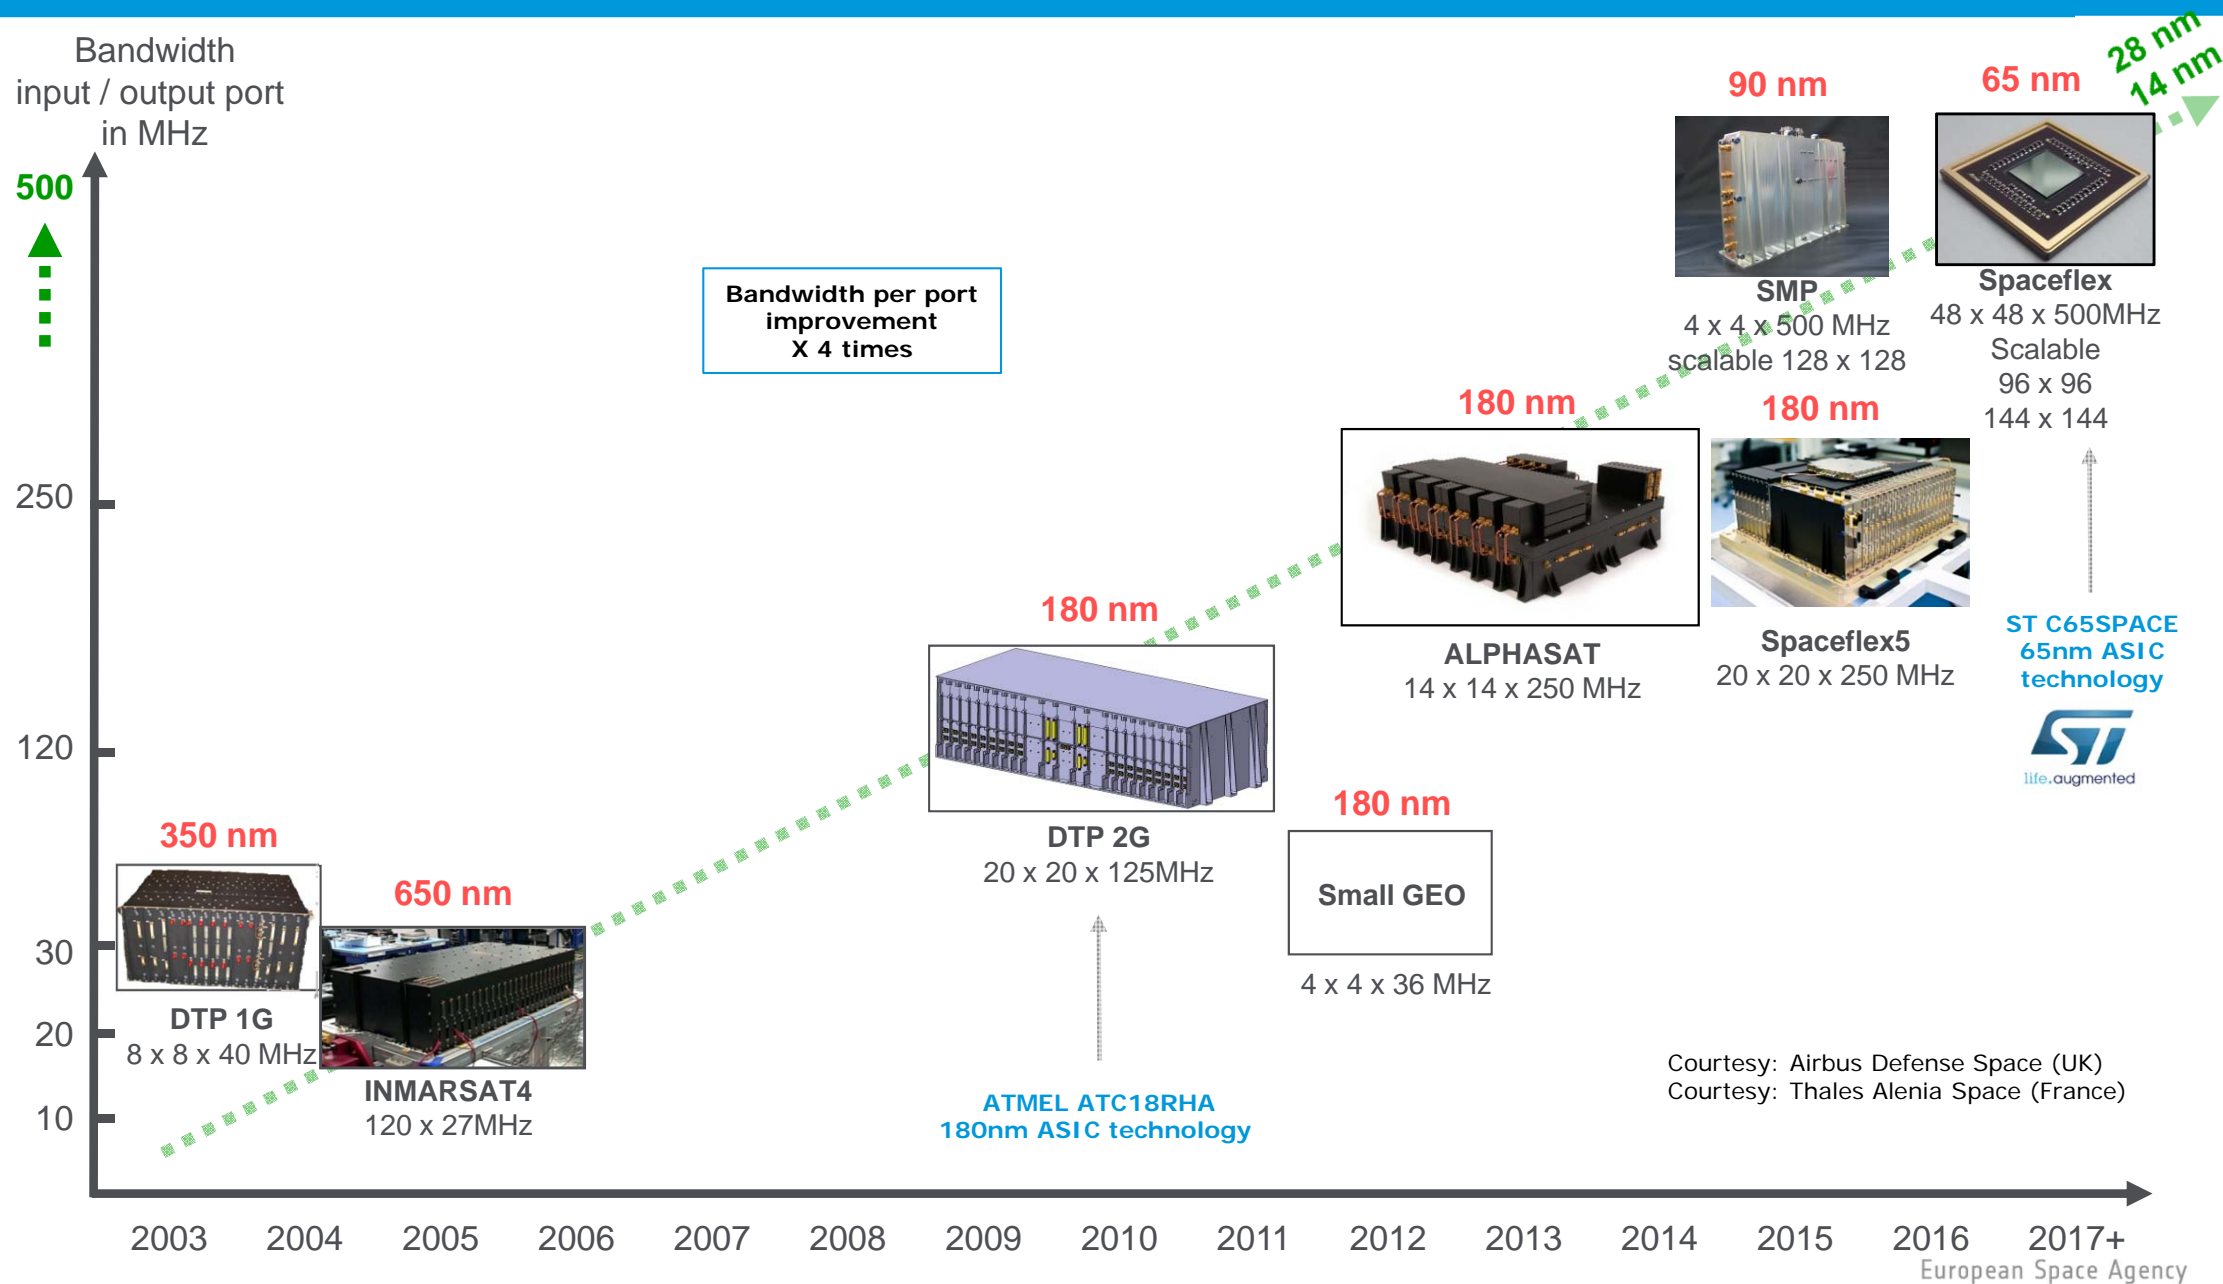 Bandwidth
input / output port
in MHz
500
250
120
30
20
10
Bandwidth per port
improvement
X 4 times
350 nm
DTP 1G
8 x 8 x 40 MHz
650 nm
INMARSAT4
120 x 27MHz
180 nm
DTP 2G
20 x 20 x 125MHz
ATMEL ATC18RHA
180nm ASIC technology
180 nm
Small GEO
4 x 4 x 36 MHz
180 nm
ALPHASAT
14 x 14 x 250 MHz
90 nm
SMP
4 x 4 x 500 MHz
scalable 128 x 128
180 nm
Spaceflex5
20 x 20 x 250 MHz
65 nm
Spaceflex
48 x 48 x 500MHz
Scalable
96 x 96
144 x 144
28 nm
14 nm
ST C65SPACE
65nm ASIC
technology
ST
life.augmented
Courtesy: Airbus Defense Space (UK)
Courtesy: Thales Alenia Space (France)
2003 2004 2005 2006 2007 2008 2009 2010 2011 2012 2013 2014 2015 2016 2017+
European Space Agency